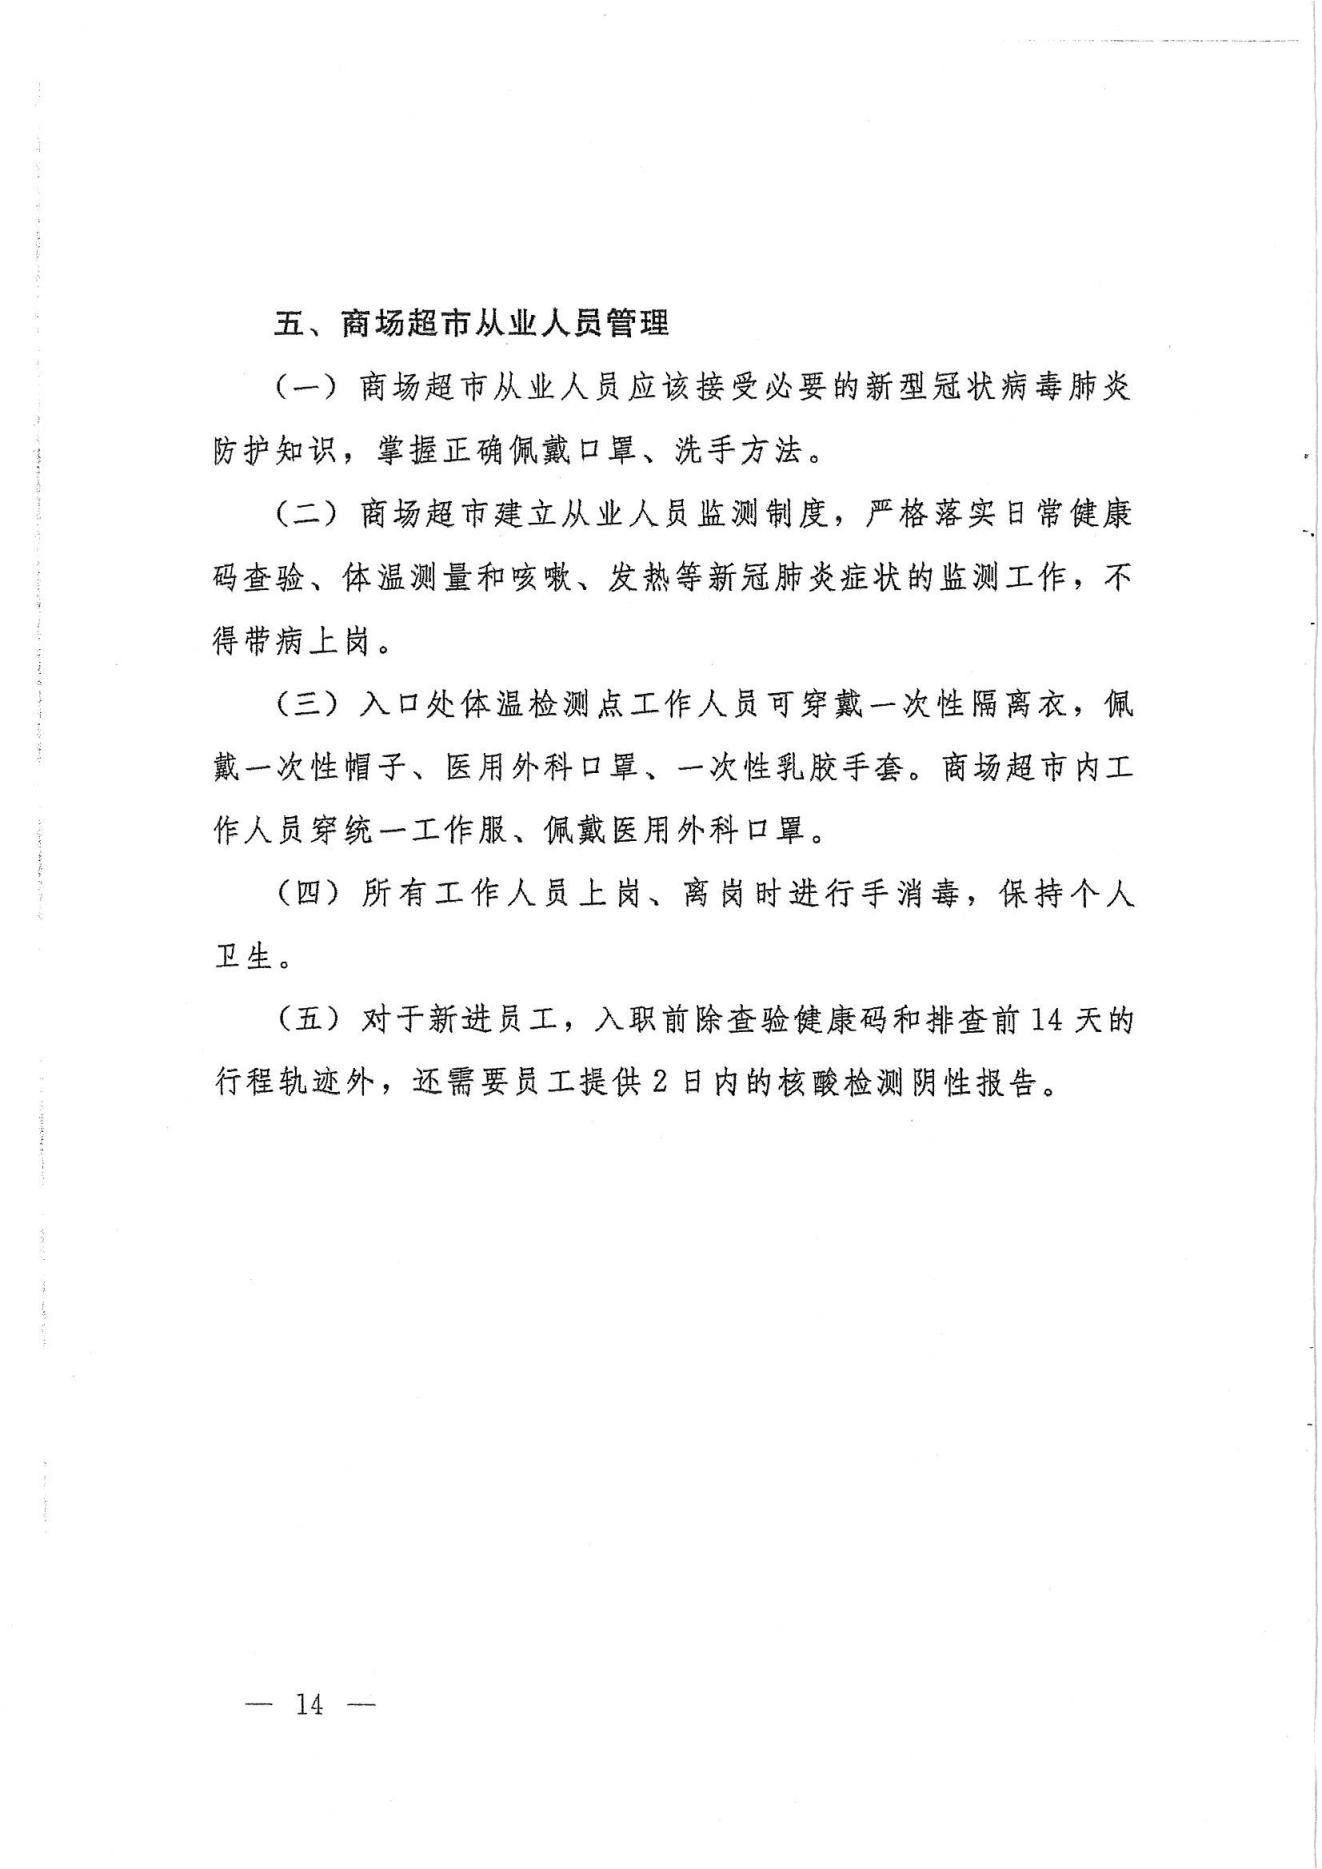 五、商场超市从业人员管理
（一）商场超市从业人员应该接受必要的新型冠状病毒肺炎
防护知识，掌握正确佩戴口罩、洗手方法。
（二）商场超市建立从业人员监测制度，严格落实日常健康
码查验、体温测量和咳嗽、发热等新冠肺炎症状的监测工作，不
得带病上岗。
（三）入口处体温检测点工作人员可穿戴一次性隔离衣，佩
戴一次性帽子、医用外科口罩、一次性乳胶手套。商场超市内工
作人员穿统一工作服、佩戴医用外科口罩。
（四）所有工作人员上岗、离岗时进行手消毒，保持个人
卫生。
（五）对于新进员工，入职前除查验健康码和排查前14天的
行程轨迹外，还需要员工提供2日内的核酸检测阴性报告。
— 14 —